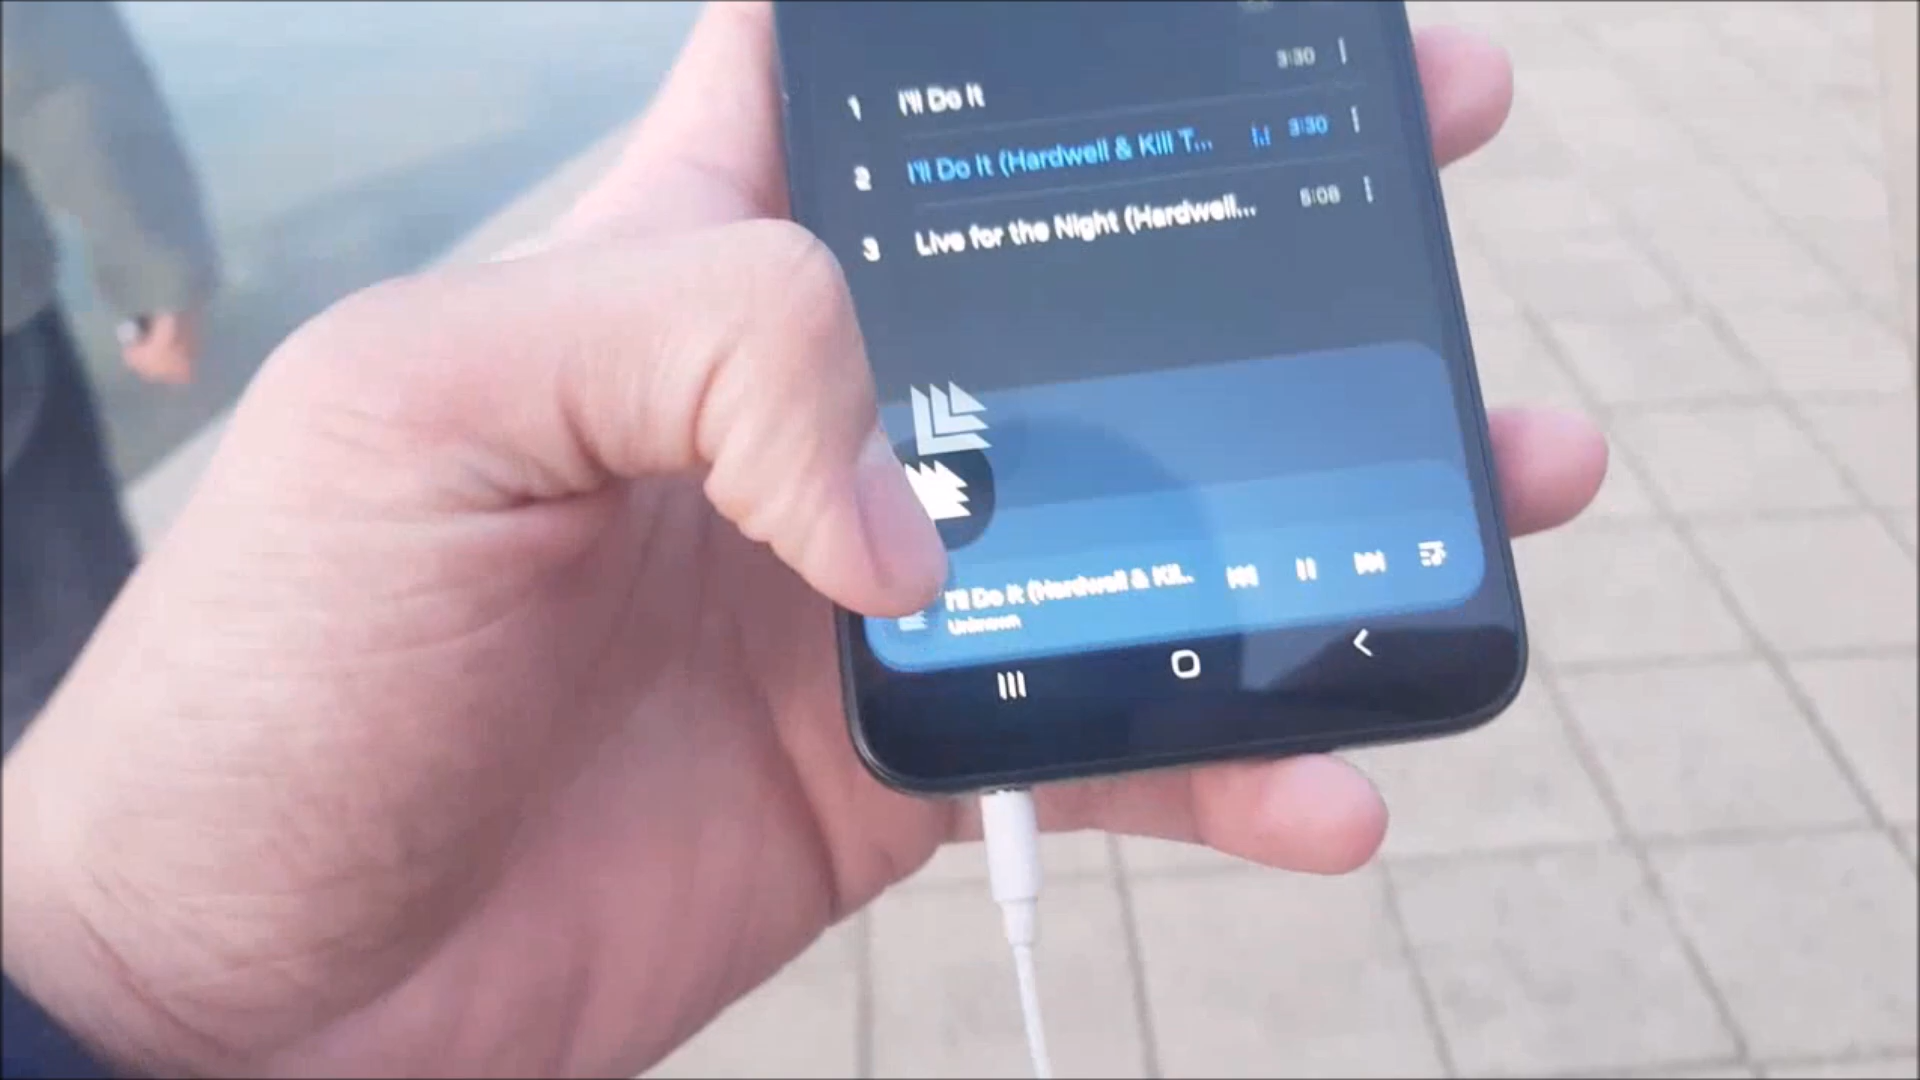 1 I'll Do It 3:30
2 I'll Do It (Hardwell & Kill T... 3:30
3 Live for the Night (Hardwell... 5:08
I'll Do It (Hardwell & Kil...
Unknown